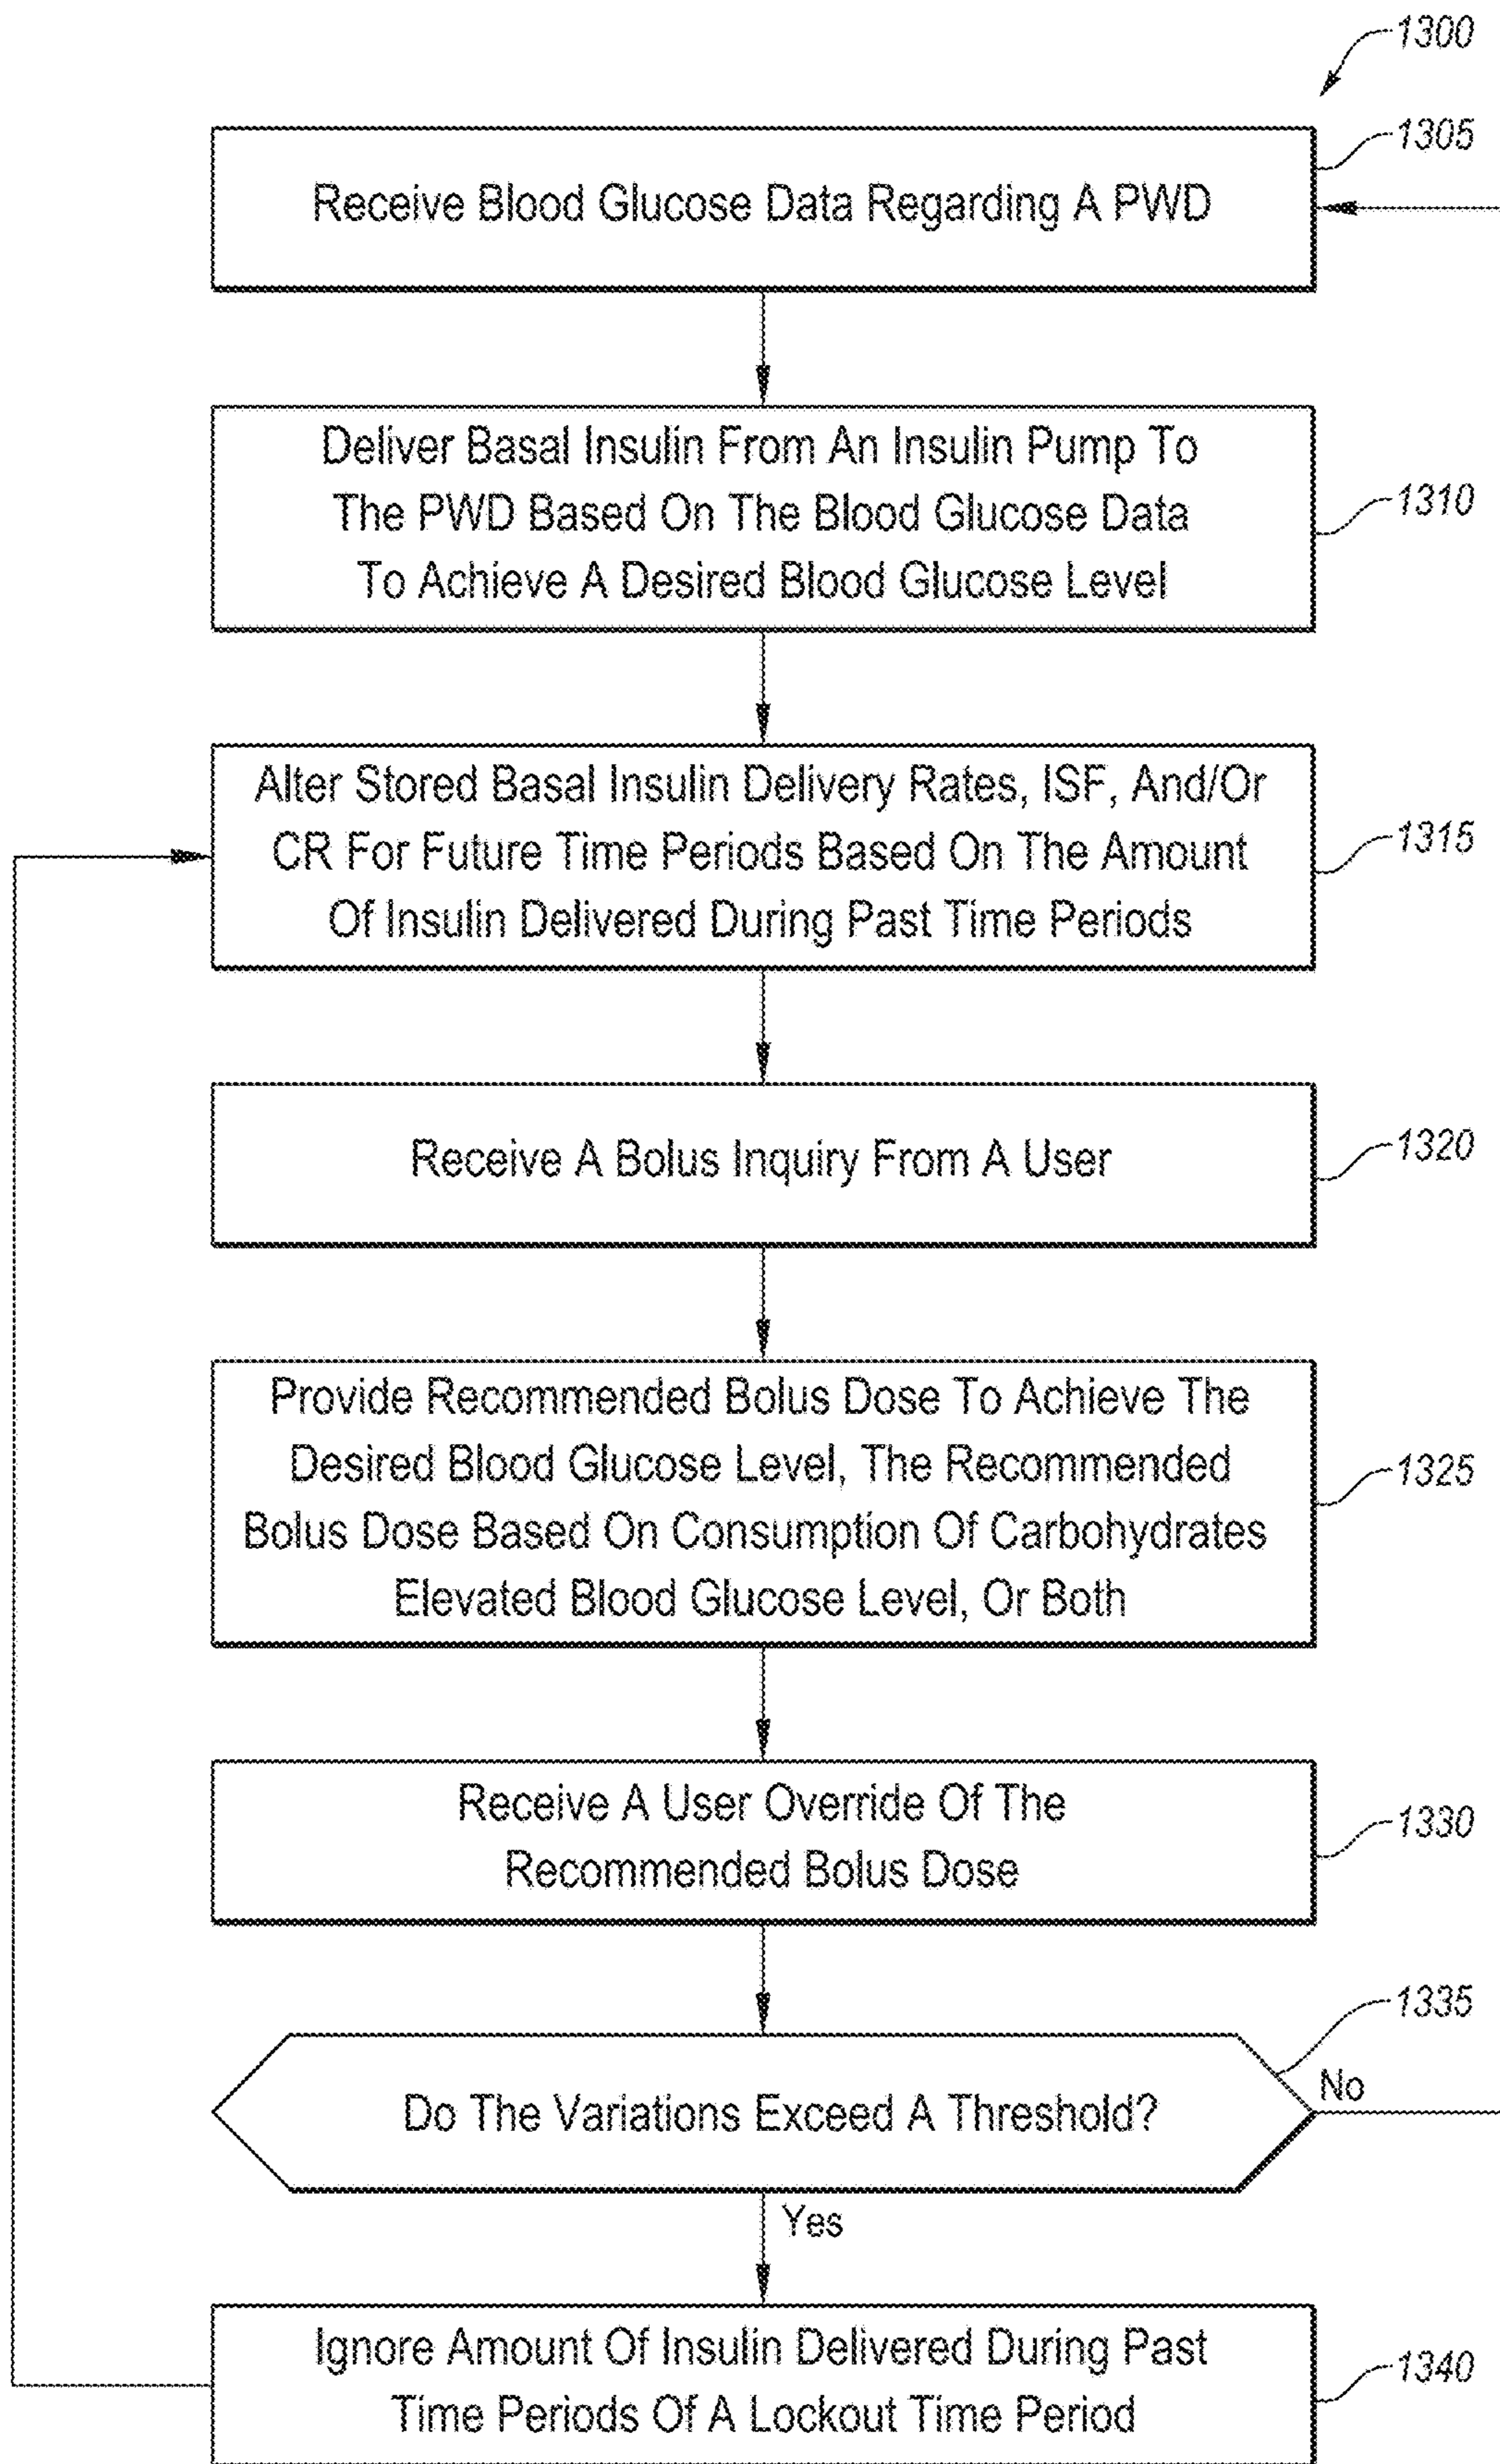 1300
1305
Receive Blood Glucose Data Regarding A PWD
Deliver Basal Insulin From An Insulin Pump To
The PWD Based On The Blood Glucose Data
To Achieve A Desired Blood Glucose Level
1310
Alter Stored Basal Insulin Delivery Rates, ISF, And/Or
CR For Future Time Periods Based On The Amount
Of Insulin Delivered During Past Time Periods
1315
Receive A Bolus Inquiry From A User
1320
Provide Recommended Bolus Dose To Achieve The
Desired Blood Glucose Level, The Recommended
Bolus Dose Based On Consumption Of Carbohydrates
Elevated Blood Glucose Level, Or Both
1325
Receive A User Override Of The
Recommended Bolus Dose
1330
1335
Do The Variations Exceed A Threshold?
No
Yes
Ignore Amount Of Insulin Delivered During Past
Time Periods Of A Lockout Time Period
1340